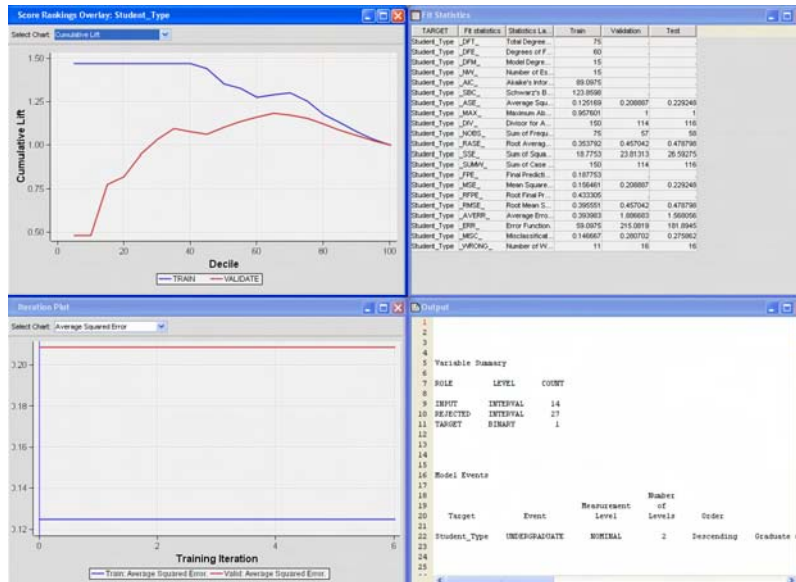 Score Rankings Overlay: Student_Type
Select Chart: Cumulative Lift
1.50
1.25
1.00
0.75
0.50
Cumulative Lift
0 20 40 60 80 100
Decile
TRAIN VALIDATE
Fit Statistics
TARGET Fit statistics Statistics La... Train Validation Test
Student_Type _DFT_ Total Degree... 75 . .
Student_Type _DFE_ Degrees of F... 60 . .
Student_Type _DFM_ Model Degre... 15 . .
Student_Type _NW_ Number of Es... 15 . .
Student_Type _AIC_ Akaike's Infor... 89.0975 . .
Student_Type _SBC_ Schwarz's B... 123.8598 . .
Student_Type _ASE_ Average Squ... 0.125169 0.208887 0.229248
Student_Type _MAX_ Maximum Ab... 0.957601 1 1
Student_Type _DIV_ Divisor for A... 150 114 116
Student_Type _NOBS_ Sum of Frequ... 75 57 58
Student_Type _RASE_ Root Averag... 0.353792 0.457042 0.478798
Student_Type _SSE_ Sum of Squa... 18.7753 23.81313 26.59275
Student_Type _SUMW_ Sum of Case ... 150 114 116
Student_Type _FPE_ Final Predicti... 0.187753 . .
Student_Type _MSE_ Mean Square... 0.156461 0.208887 0.229248
Student_Type _RFPE_ Root Final Pr... 0.433305 . .
Student_Type _RMSE_ Root Mean S... 0.395551 0.457042 0.478798
Student_Type _AVERR_ Average Erro... 0.393983 1.886683 1.568056
Student_Type _ERR_ Error Function. 59.0975 215.0819 181.8945
Student_Type _MISC_ Misclassificat... 0.146667 0.280702 0.275862
Student_Type _WRONG_ Number of W... 11 16 16
Iteration Plot
Select Chart: Average Squared Error
3.20
3.18
3.16
3.14
3.12
0 2 4 6
Training Iteration
Train: Average Squared Error. Valid: Average Squared Error.
Output
1
2
3
4
5 Variable Summary
6
7 ROLE LEVEL COUNT
8
9 INPUT INTERVAL 14
10 REJECTED INTERVAL 27
11 TARGET BINARY 1
12
13
14
15
16 Model Events
17
18 Number
19 Measurement of
20 Target Event Level Levels Order
21
22 Student_Type UNDERGRADUATE NOMINAL 2 Descending Graduate
23
24
25